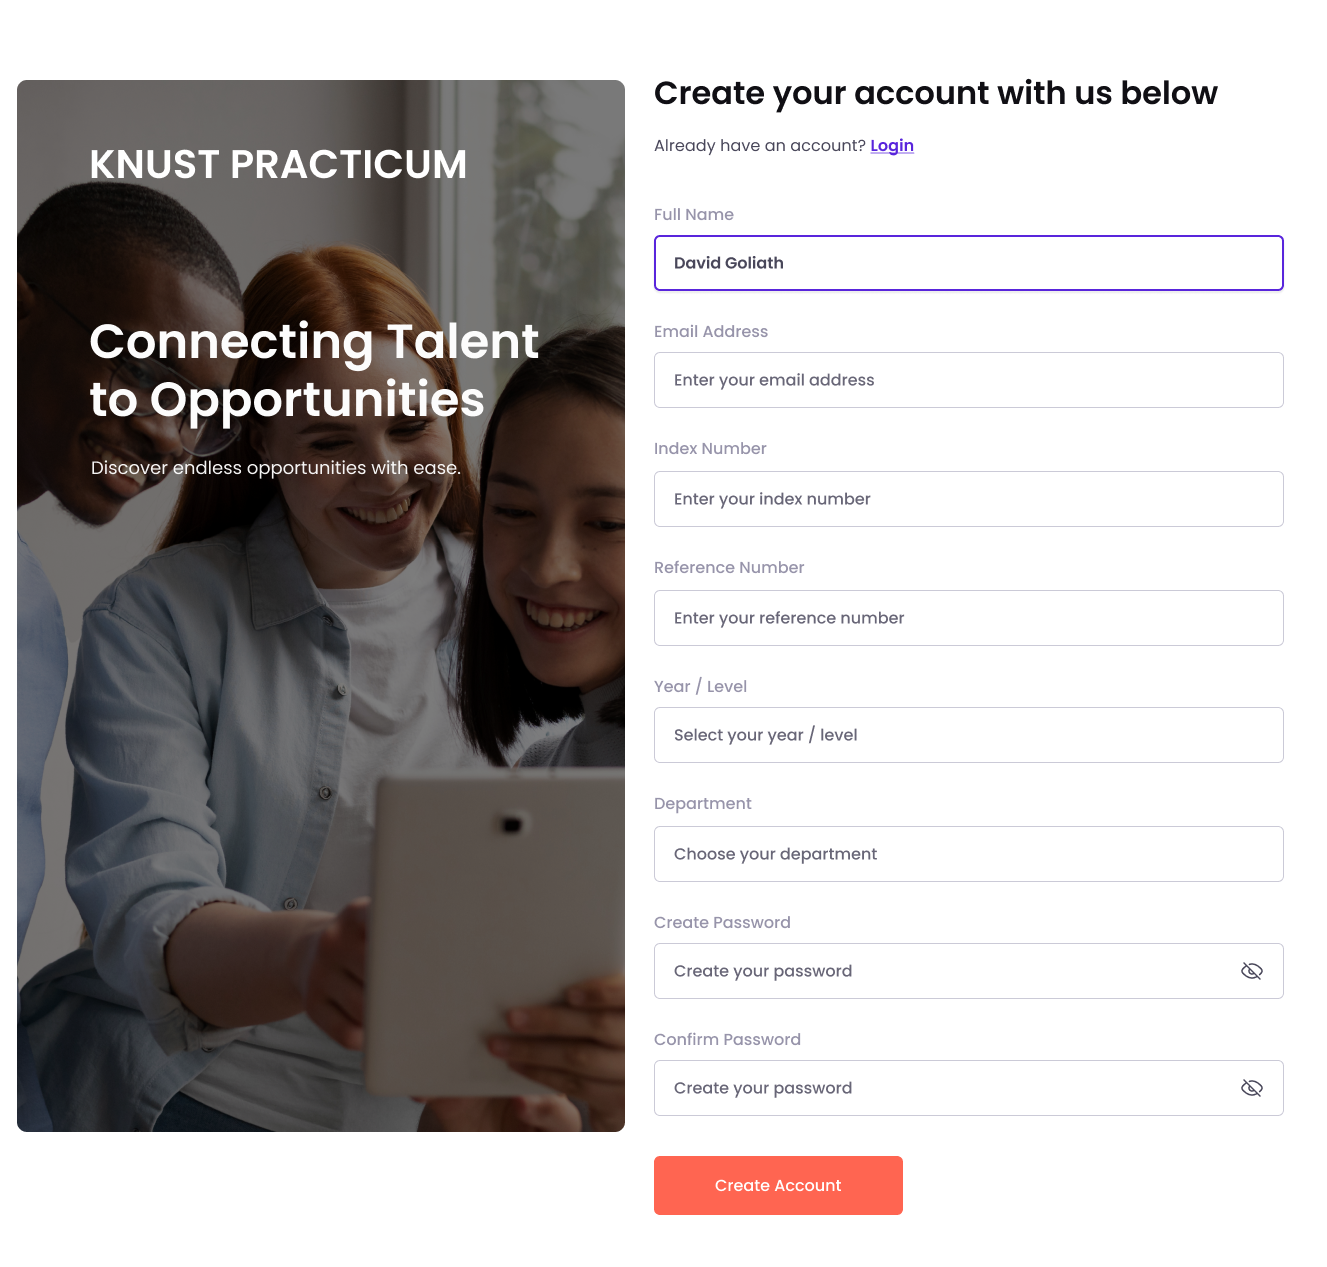 KNUST PRACTICUM
Connecting Talent
to Opportunities
Discover endless opportunities with ease.
Create your account with us below
Already have an account? Login
Full Name
David Goliath
Email Address
Enter your email address
Index Number
Enter your index number
Reference Number
Enter your reference number
Year / Level
Select your year / level
Department
Choose your department
Create Password
Create your password
Confirm Password
Create your password
Create Account